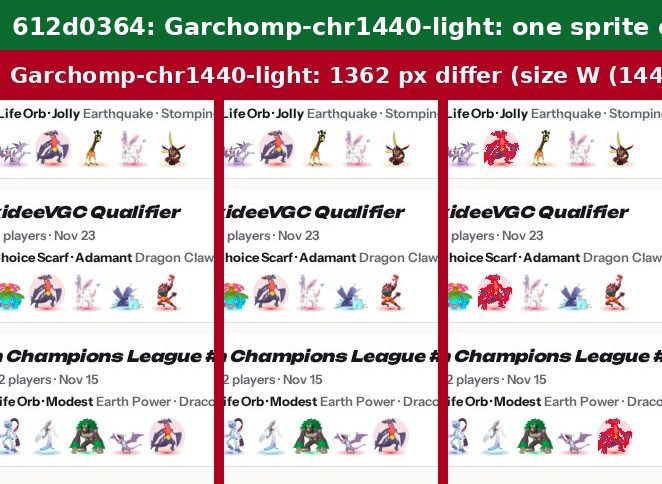 612d0364: Garchomp-chr1440-light: one sprite
Garchomp-chr1440-light: 1362 px differ (size W (144
Life Orb · Jolly Earthquake · Stompin
Life Orb · Jolly Earthquake · Stomping
Life Orb · Jolly Earthquake · Stomping
kideeVGC Qualifier
kideeVGC Qualifier
kideeVGC Qualifier
players · Nov 23
players · Nov 23
players · Nov 23
hoice Scarf · Adamant Dragon Claw
hoice Scarf · Adamant Dragon Claw
hoice Scarf · Adamant Dragon Claw
Champions League #
Champions League #
Champions League #
2 players · Nov 15
2 players · Nov 15
2 players · Nov 15
ife Orb · Modest Earth Power · Draco
ife Orb · Modest Earth Power · Draco
ife Orb · Modest Earth Power · Draco